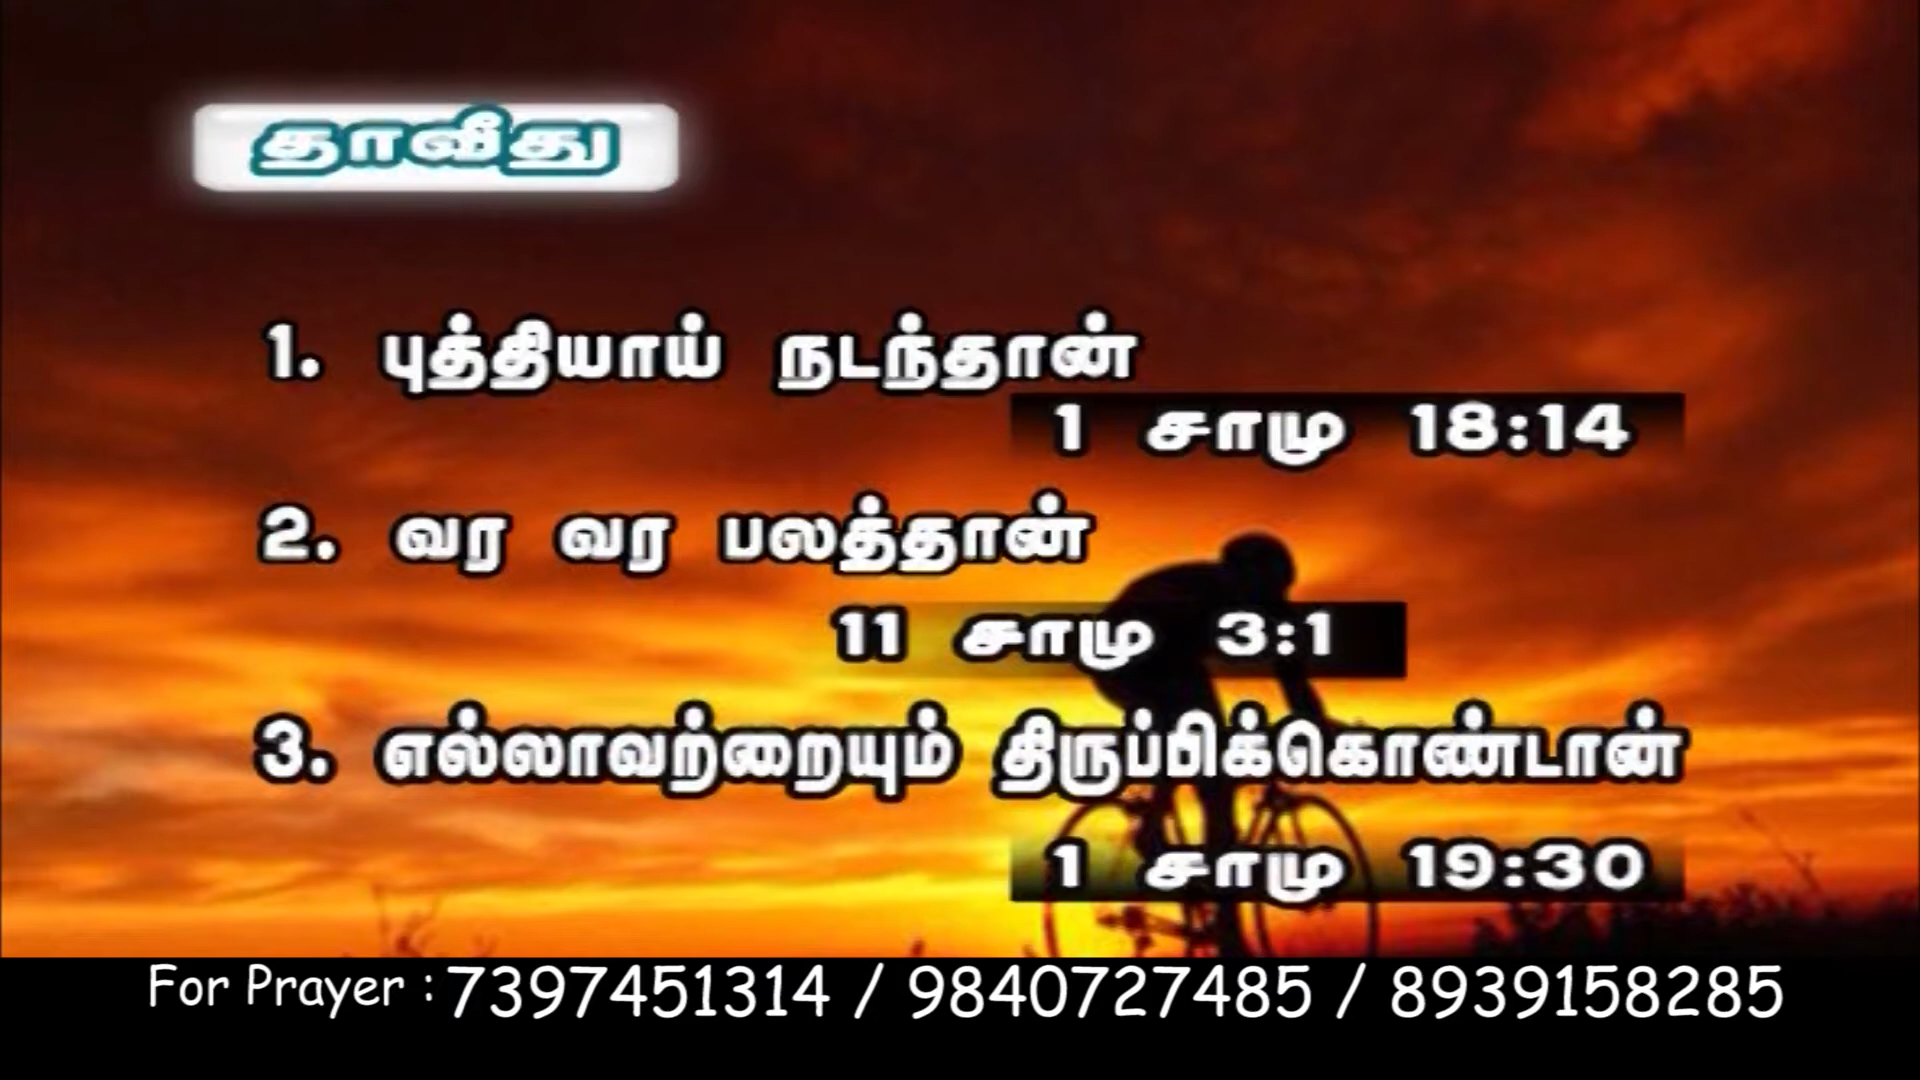 தாவீது
1. புத்தியாய் நடந்தான்
1 சாமு 18:14
2. வர வர பலத்தான்
11 சாமு 3:1
3. எல்லாவற்றையும் திருப்பிக்கொண்டான்
1 சாமு 19:30
For Prayer : 7397451314 / 9840727485 / 8939158285